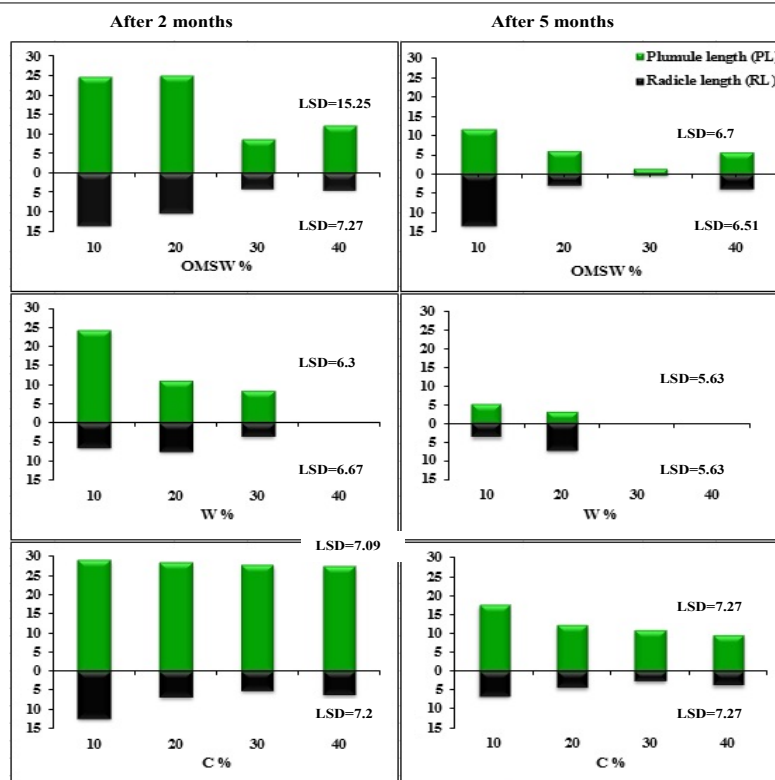 After 2 months
After 5 months
30
25
20
15
10
5
0
5
10
15
LSD=15.25
LSD=7.27
10 20 30 40
OMSW %
30
25
20
15
10
5
0
5
10
15
Plumule length (PL)
Radicle length (RL)
LSD=6.7
LSD=6.51
10 20 30 40
OMSW %
30
25
20
15
10
5
0
5
10
15
LSD=6.3
LSD=6.67
10 20 30 40
W %
30
25
20
15
10
5
0
5
10
15
LSD=5.63
LSD=5.63
10 20 30 40
W %
30
25
20
15
10
5
0
5
10
15
LSD=7.09
LSD=7.2
10 20 30 40
C %
30
25
20
15
10
5
0
5
10
15
LSD=7.27
LSD=7.27
10 20 30 40
C %